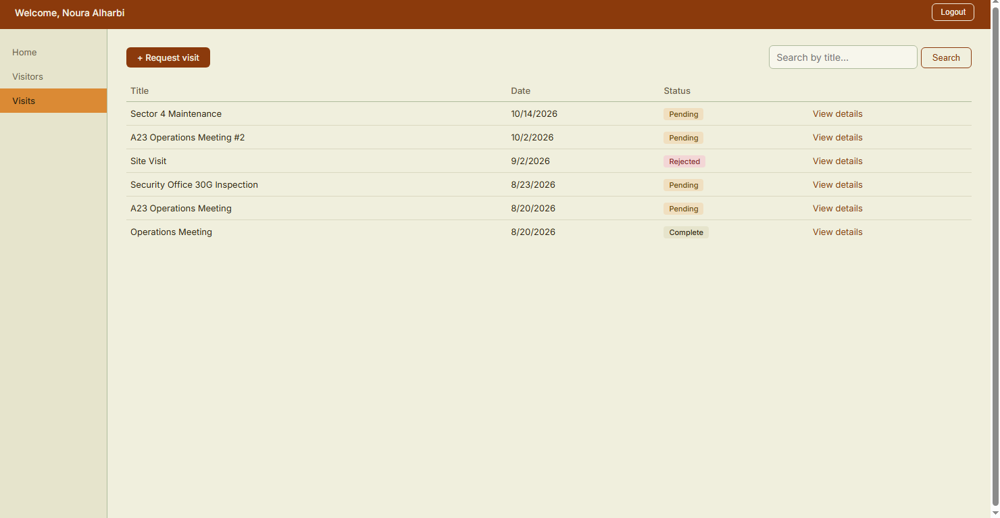 Welcome, Noura Alharbi
Logout
Home
Visitors
Visits
+ Request visit
Search by title...
Search
Title Date Status
Sector 4 Maintenance 10/14/2026 Pending View details
A23 Operations Meeting #2 10/2/2026 Pending View details
Site Visit 9/2/2026 Rejected View details
Security Office 30G Inspection 8/23/2026 Pending View details
A23 Operations Meeting 8/20/2026 Pending View details
Operations Meeting 8/20/2026 Complete View details